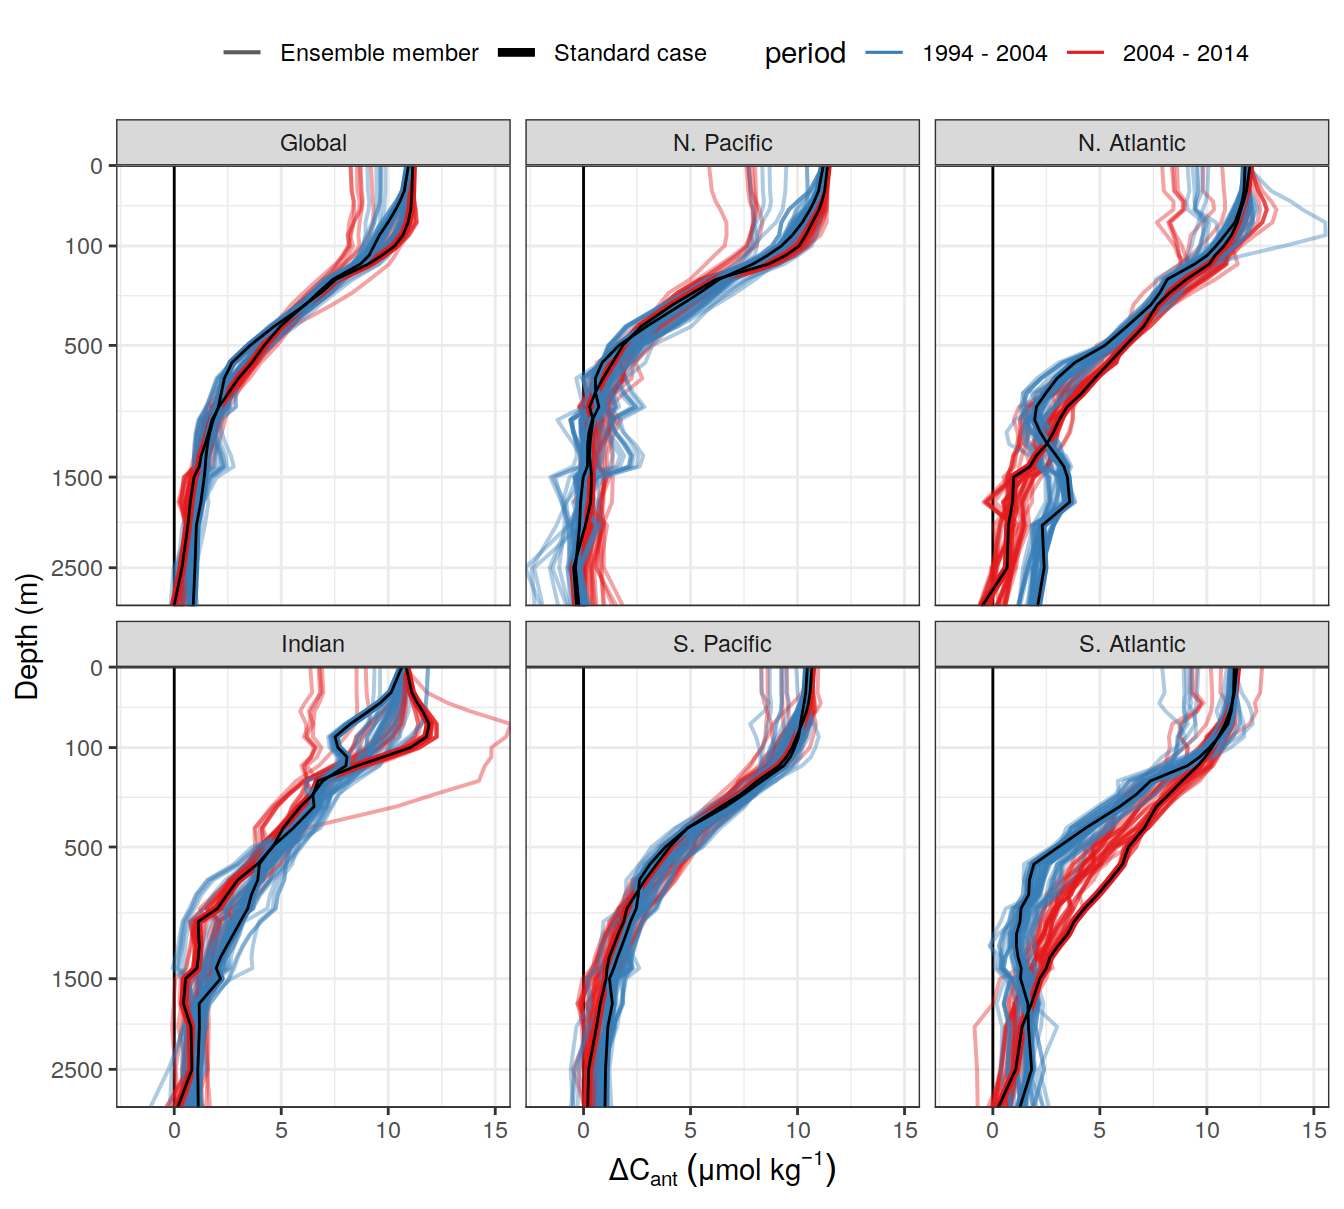 Ensemble member Standard case period 1994 - 2004 2004 - 2014
Global N. Pacific N. Atlantic
0
100
500
1500
2500
Depth (m)
Indian S. Pacific S. Atlantic
0
100
500
1500
2500
0 5 10 15 0 5 10 15 0 5 10 15
ΔC_ant (μmol kg⁻¹)